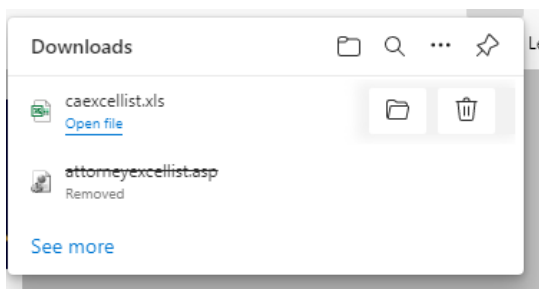 Downloads
caexcellist.xls
Open file
attorneyexcellist.asp
Removed
See more